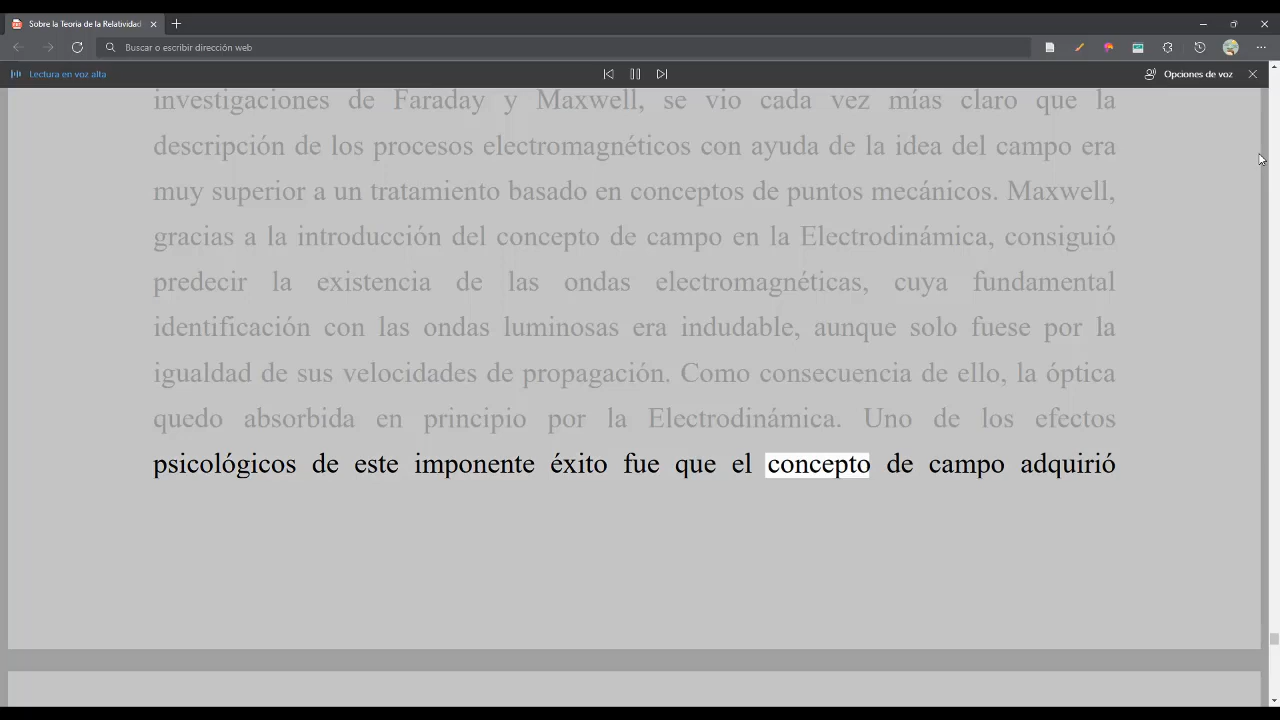 Sobre la Teoria de la Relatividad
Buscar o escribir dirección web
Lectura en voz alta
Opciones de voz
investigaciones de Faraday y Maxwell, se vio cada vez mías claro que la
descripción de los procesos electromagnéticos con ayuda de la idea del campo era
muy superior a un tratamiento basado en conceptos de puntos mecánicos. Maxwell,
gracias a la introducción del concepto de campo en la Electrodinámica, consiguió
predecir la existencia de las ondas electromagnéticas, cuya fundamental
identificación con las ondas luminosas era indudable, aunque solo fuese por la
igualdad de sus velocidades de propagación. Como consecuencia de ello, la óptica
quedo absorbida en principio por la Electrodinámica. Uno de los efectos
psicológicos de este imponente éxito fue que el concepto de campo adquirió